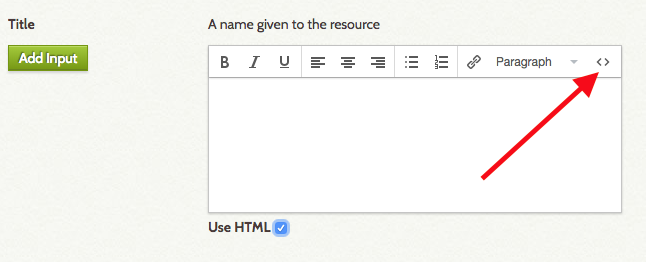 Title
A name given to the resource
Add Input
B I U Paragraph <>
Use HTML